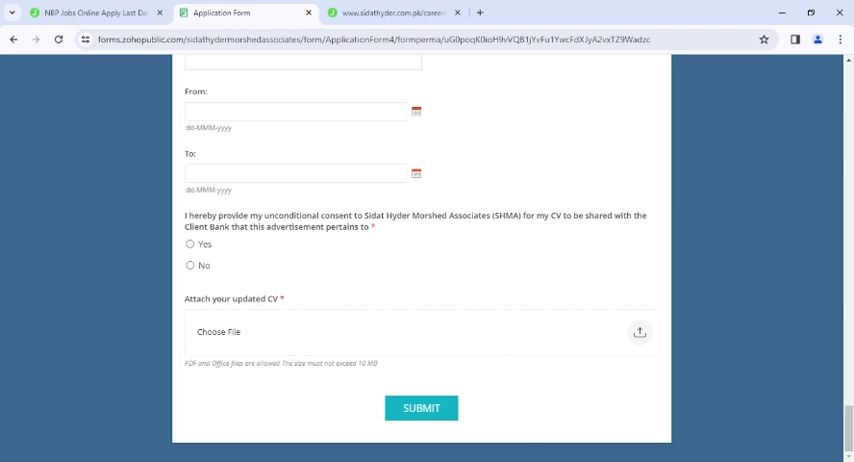 NBP Jobs Online Apply Last Dat
Application Form
www.sidathyder.com.pk/careers
forms.zohopublic.com/sidathydermorshedassociates/form/ApplicationForm4/formperma/uG0poqK0ioH9vVQB1jYvFu1YwcFdXJyA2vxTZ9Wadzc
From:
dd-MMM-yyyy
To:
dd-MMM-yyyy
I hereby provide my unconditional consent to Sidat Hyder Morshed Associates (SHMA) for my CV to be shared with the
Client Bank that this advertisement pertains to *
Yes
No
Attach your updated CV *
Choose File
PDF and Office files are allowed The size must not exceed 10 MB
SUBMIT